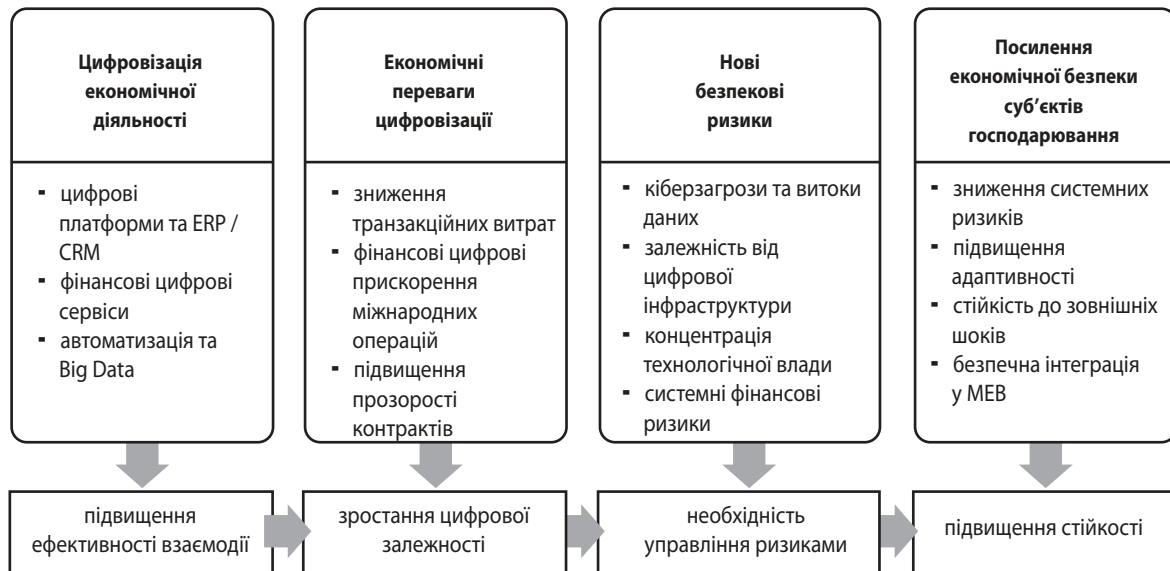 Цифровізація
економічної
діяльності
- цифрові
платформи та ERP /
CRM
- фінансові цифрові
сервіси
- автоматизація та
Big Data
підвищення
ефективності взаємодії
Економічні
переваги
цифровізації
- зниження
транзакційних витрат
- фінансові цифрові
прискорення
міжнародних
операцій
- підвищення
прозорості
контрактів
зростання цифрової
залежності
Нові
безпекові
ризики
- кіберзагрози та витоки
даних
- залежність від
цифрової
інфраструктури
- концентрація
технологічної влади
- системні фінансові
ризики
необхідність
управління ризиками
Посилення
економічної безпеки
суб’єктів
господарювання
- зниження системних
ризиків
- підвищення
адаптивності
- стійкість до зовнішніх
шоків
- безпечна інтеграція
у МЕВ
підвищення стійкості